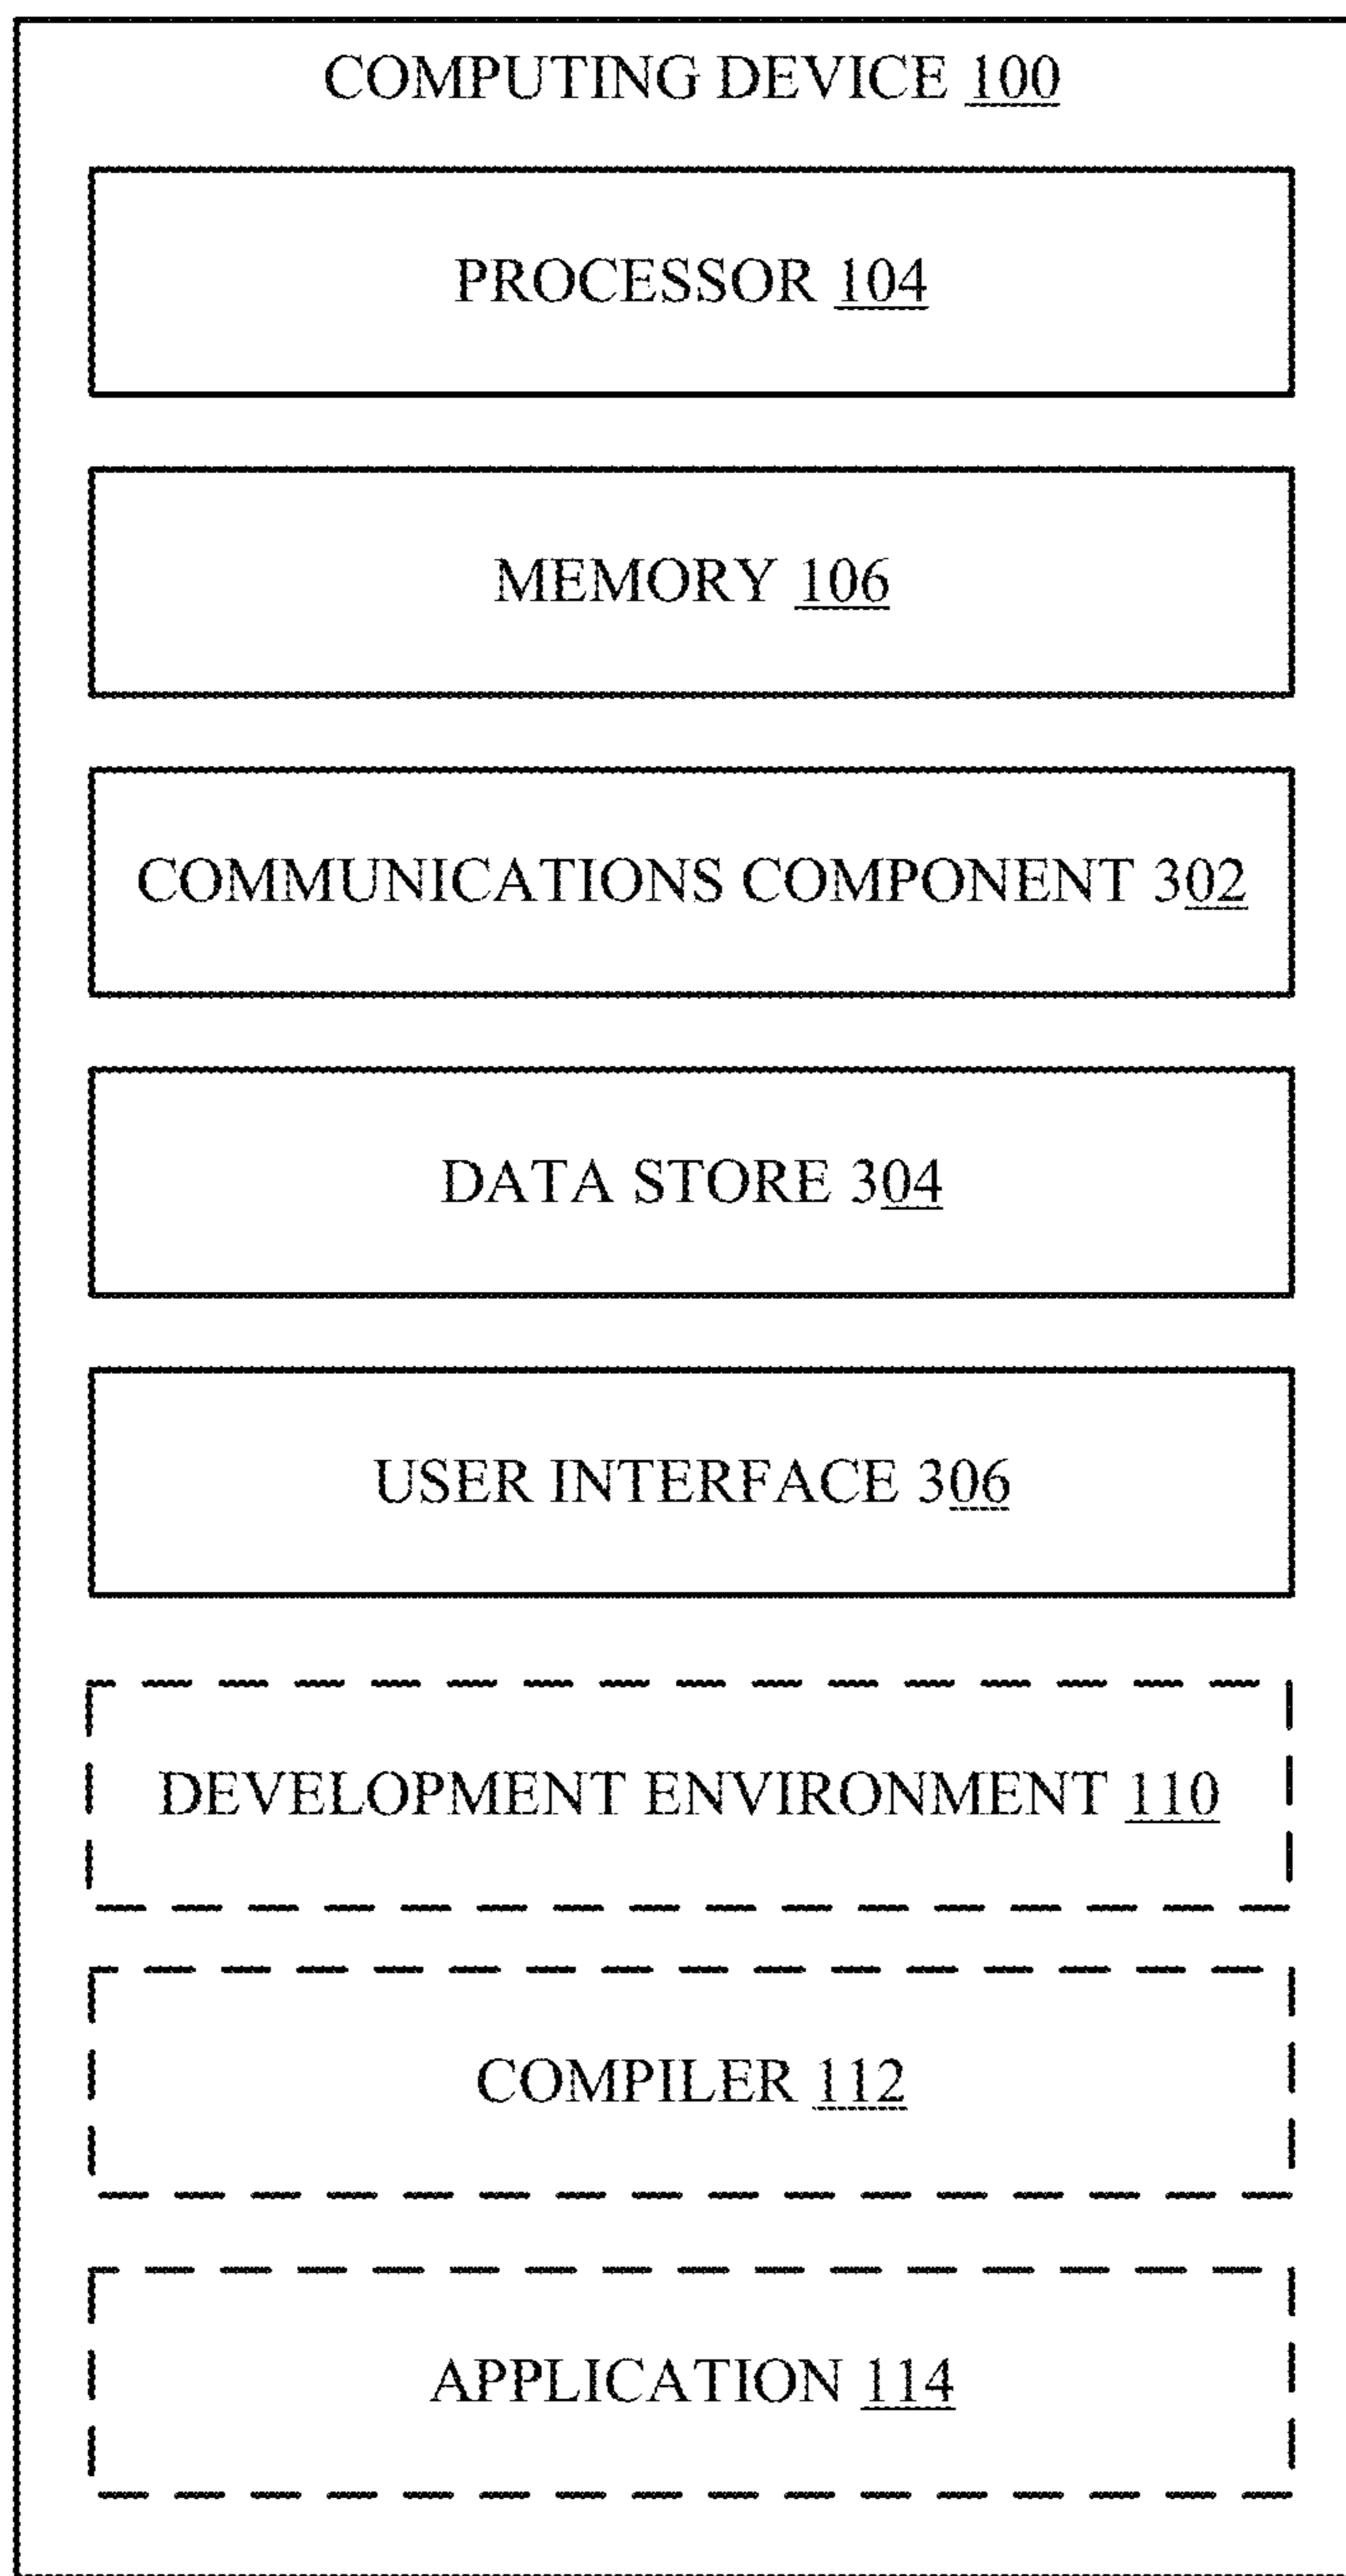 COMPUTING DEVICE 100
PROCESSOR 104
MEMORY 106
COMMUNICATIONS COMPONENT 302
DATA STORE 304
USER INTERFACE 306
DEVELOPMENT ENVIRONMENT 110
COMPILER 112
APPLICATION 114